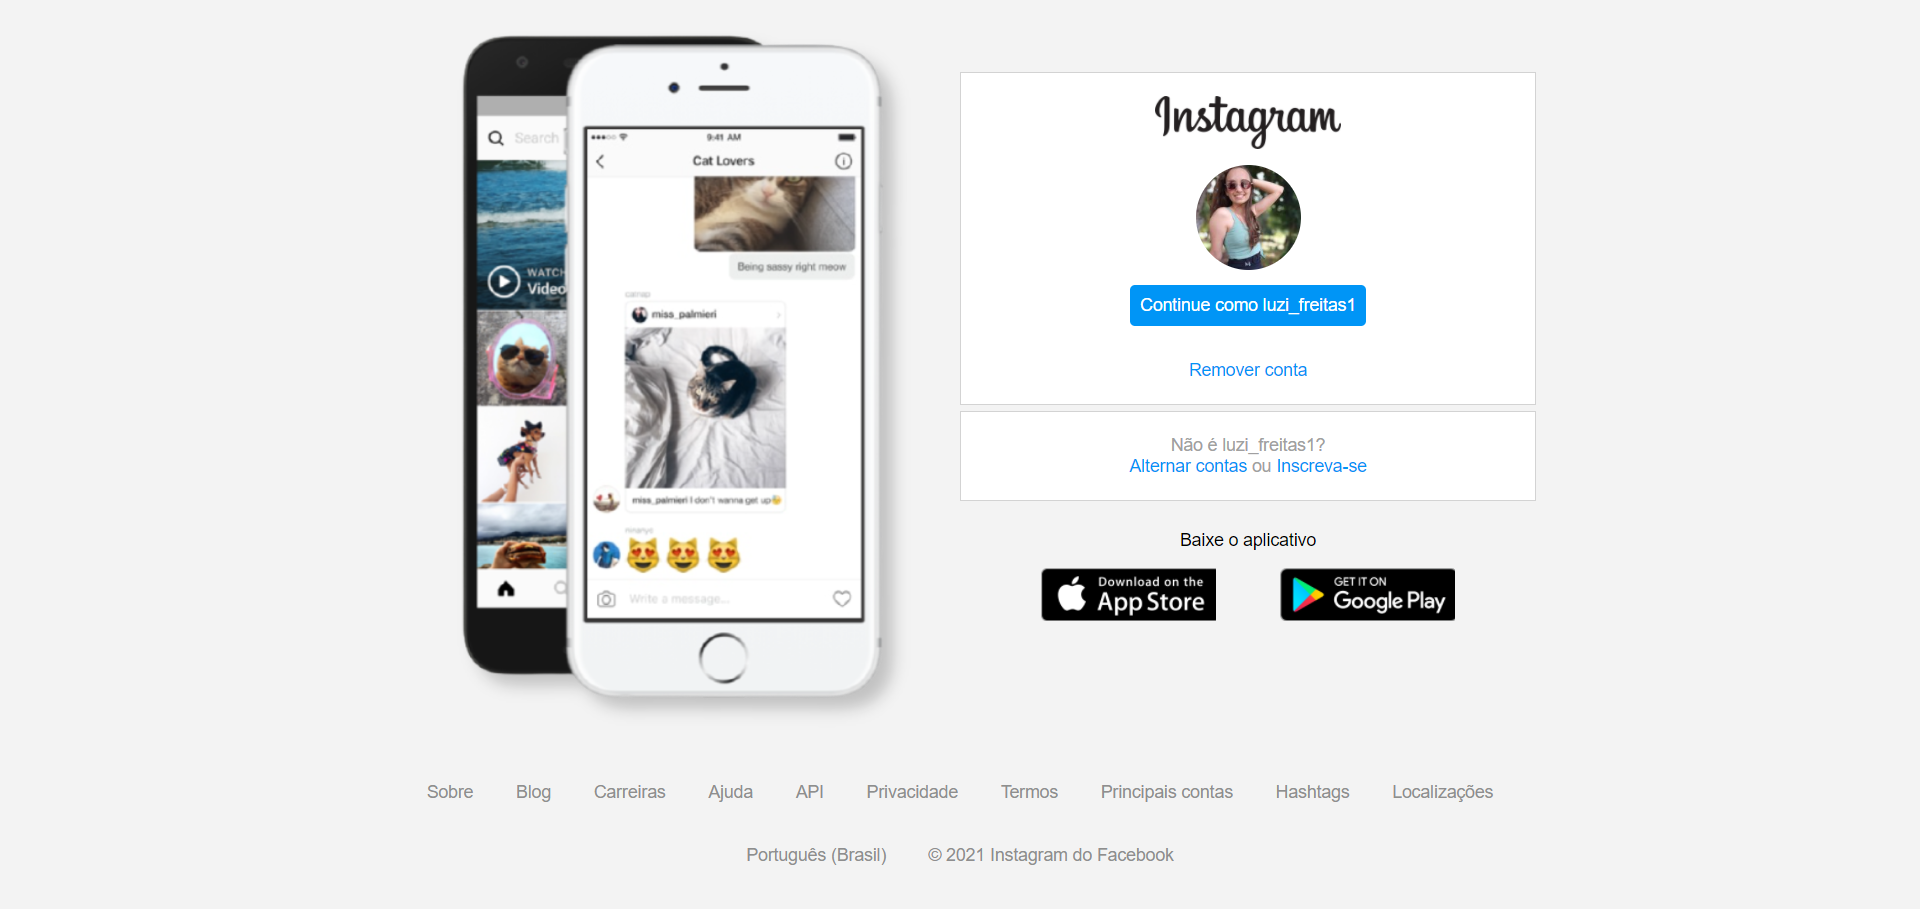 Search
WATCH
Video
9:41 AM
Cat Lovers
Being sassy right meow
miss_palmieri
miss_palmieri I don't wanna get up
Write a message...
Instagram
Continue como luzi_freitas1
Remover conta
Não é luzi_freitas1?
Alternar contas ou Inscreva-se
Baixe o aplicativo
Download on the
App Store
GET IT ON
Google Play
Sobre Blog Carreiras Ajuda API Privacidade Termos Principais contas Hashtags Localizações
Português (Brasil) © 2021 Instagram do Facebook